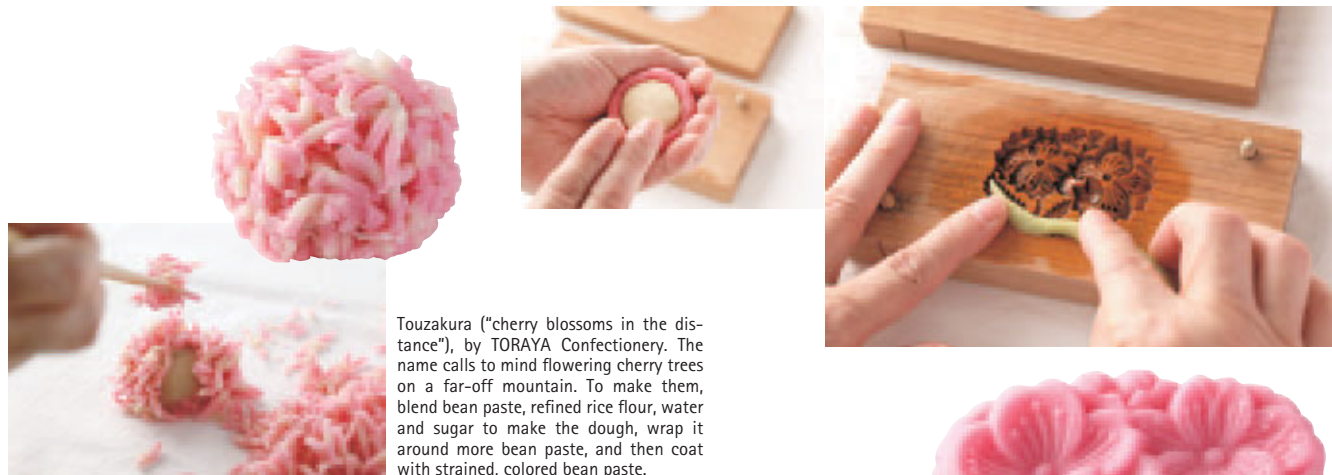 Touzakura ("cherry blossoms in the dis-
tance"), by TORAYA Confectionery. The
name calls to mind flowering cherry trees
on a far-off mountain. To make them,
blend bean paste, refined rice flour, water
and sugar to make the dough, wrap it
around more bean paste, and then coat
with strained, colored bean paste.